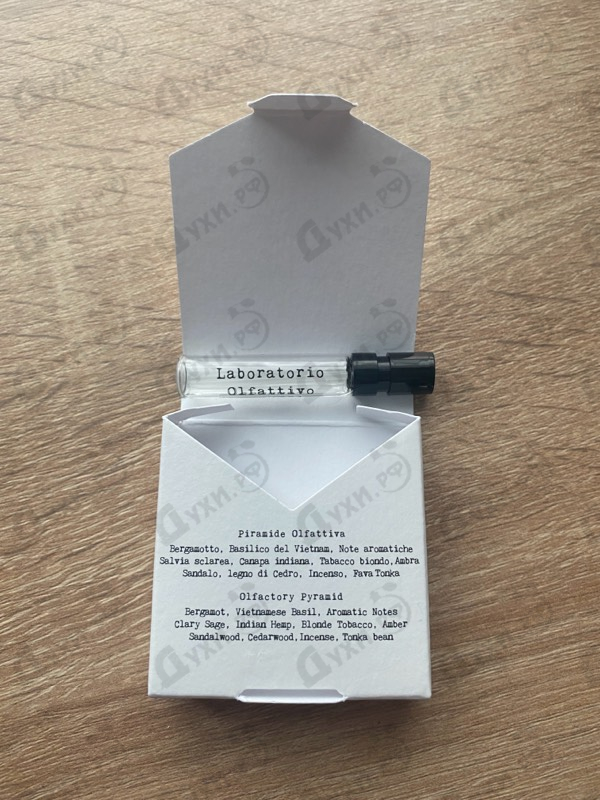 Laboratorio
Olfattivo
Piramide Olfattiva
Bergamotto, Basilico del Vietnam, Note aromatiche
Salvia sclarea, Canapa indiana, Tabacco biondo,Ambra
Sandalo, legno di Cedro, Incenso, Fava Tonka
Olfactory Pyramid
Bergamot, Vietnamese Basil, Aromatic Notes
Clary Sage, Indian Hemp, Blonde Tobacco, Amber
Sandalwood, Cedarwood,Incense, Tonka bean
Духи.рф